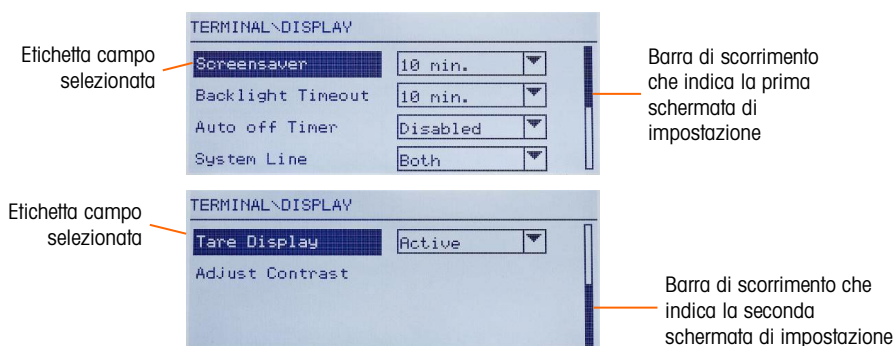 TERMINAL\DISPLAY
Etichetta campo
selezionata
Screensaver 10 min.
Backlight Timeout 10 min.
Auto off Timer Disabled
System Line Both
Barra di scorrimento
che indica la prima
schermata di
impostazione
TERMINAL\DISPLAY
Etichetta campo
selezionata
Tare Display Active
Adjust Contrast
Barra di scorrimento che
indica la seconda
schermata di impostazione